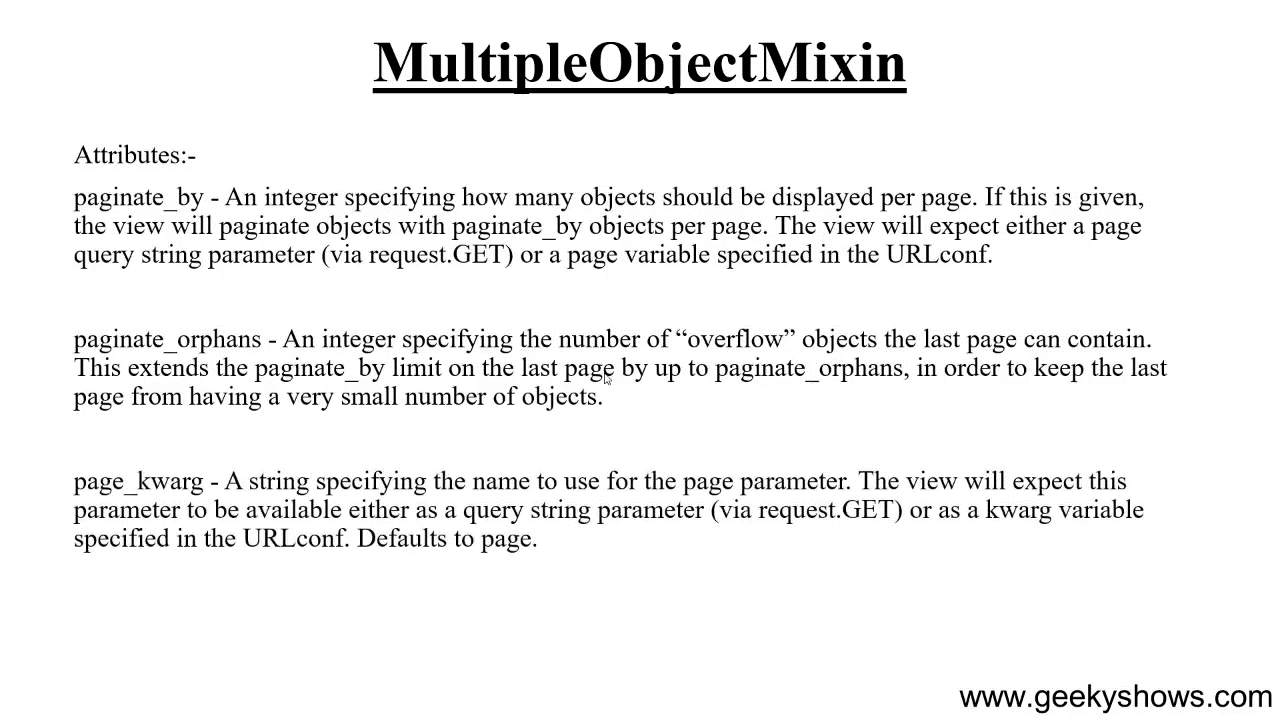 MultipleObjectMixin
Attributes:-
paginate_by - An integer specifying how many objects should be displayed per page. If this is given,
the view will paginate objects with paginate_by objects per page. The view will expect either a page
query string parameter (via request.GET) or a page variable specified in the URLconf.
paginate_orphans - An integer specifying the number of “overflow” objects the last page can contain.
This extends the paginate_by limit on the last page by up to paginate_orphans, in order to keep the last
page from having a very small number of objects.
page_kwarg - A string specifying the name to use for the page parameter. The view will expect this
parameter to be available either as a query string parameter (via request.GET) or as a kwarg variable
specified in the URLconf. Defaults to page.
www.geekyshows.com